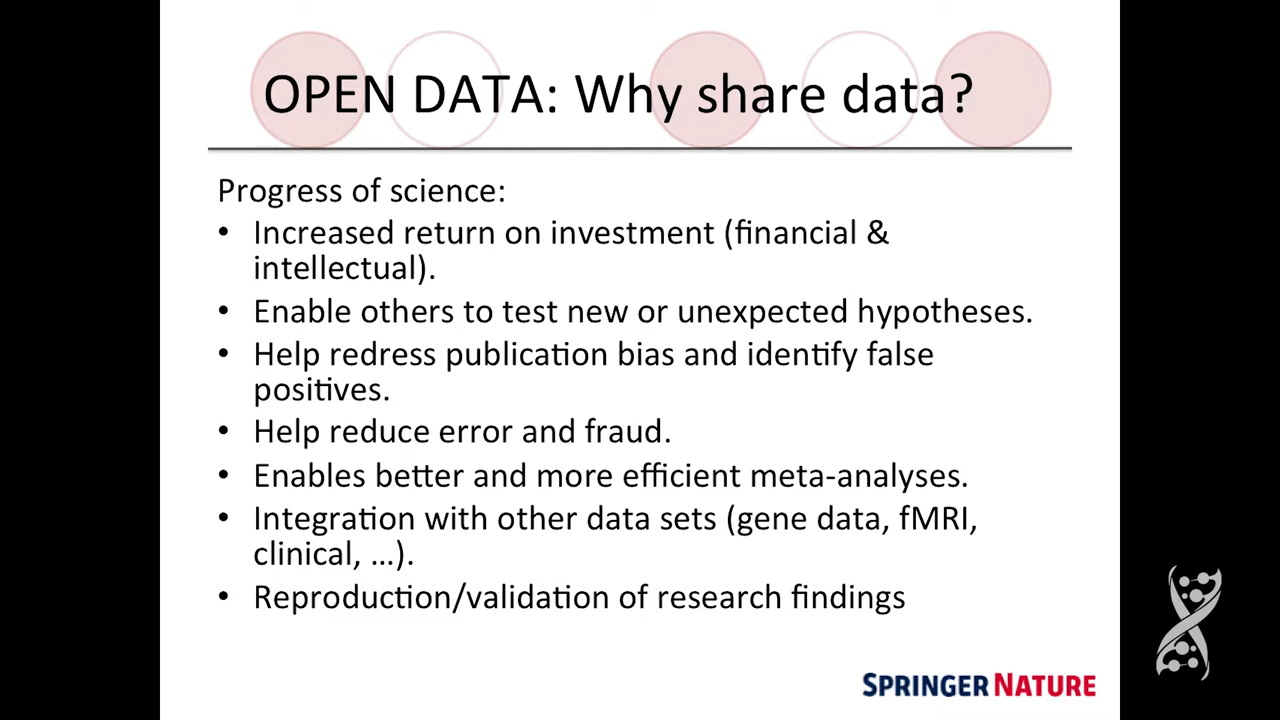 OPEN DATA: Why share data?
Progress of science:
• Increased return on investment (financial &
intellectual).
• Enable others to test new or unexpected hypotheses.
• Help redress publication bias and identify false
positives.
• Help reduce error and fraud.
• Enables better and more efficient meta-analyses.
• Integration with other data sets (gene data, fMRI,
clinical, ...).
• Reproduction/validation of research findings
SPRINGER NATURE